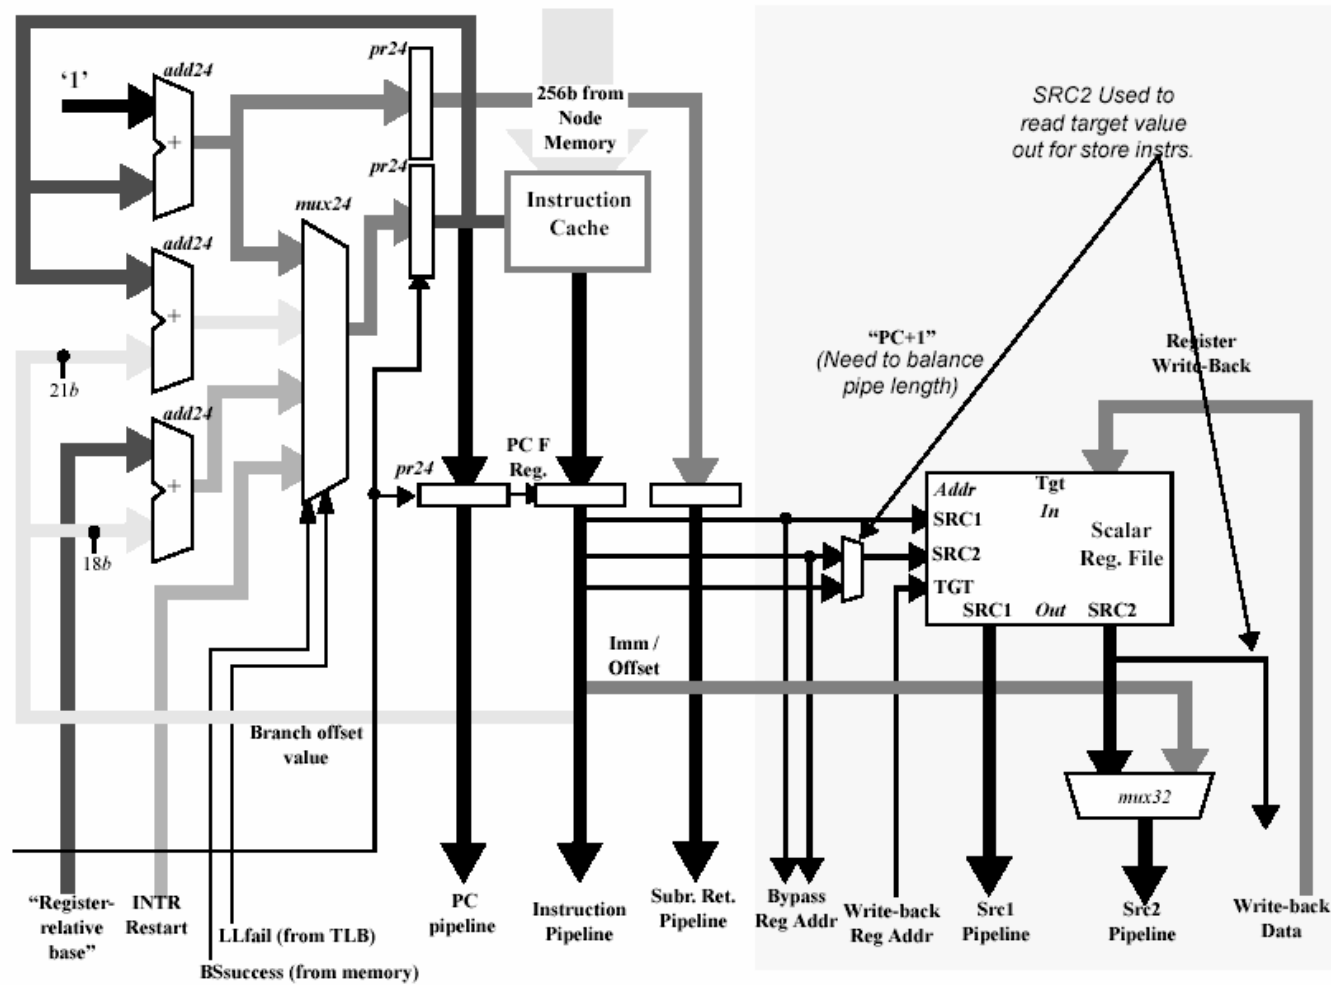 pr24
add24
‘1’
256b from
Node
Memory
SRC2 Used to
read target value
out for store instrs.
+
pr24
Instruction
Cache
mux24
add24
+
“PC+1”
(Need to balance
pipe length)
Register
Write-Back
21b
add24
+
pr24
PC F
Reg.
18b
Addr
Tgt
In
SRC1
SRC2
TGT
Scalar
Reg. File
SRC1
Out
SRC2
Imm /
Offset
Branch offset
value
mux32
“Register-
relative
base”
INTR
Restart
LLfail (from TLB)
BSsuccess (from memory)
PC
pipeline
Instruction
Pipeline
Subr. Ret.
Pipeline
Bypass
Reg Addr
Write-back
Reg Addr
Src1
Pipeline
Src2
Pipeline
Write-back
Data